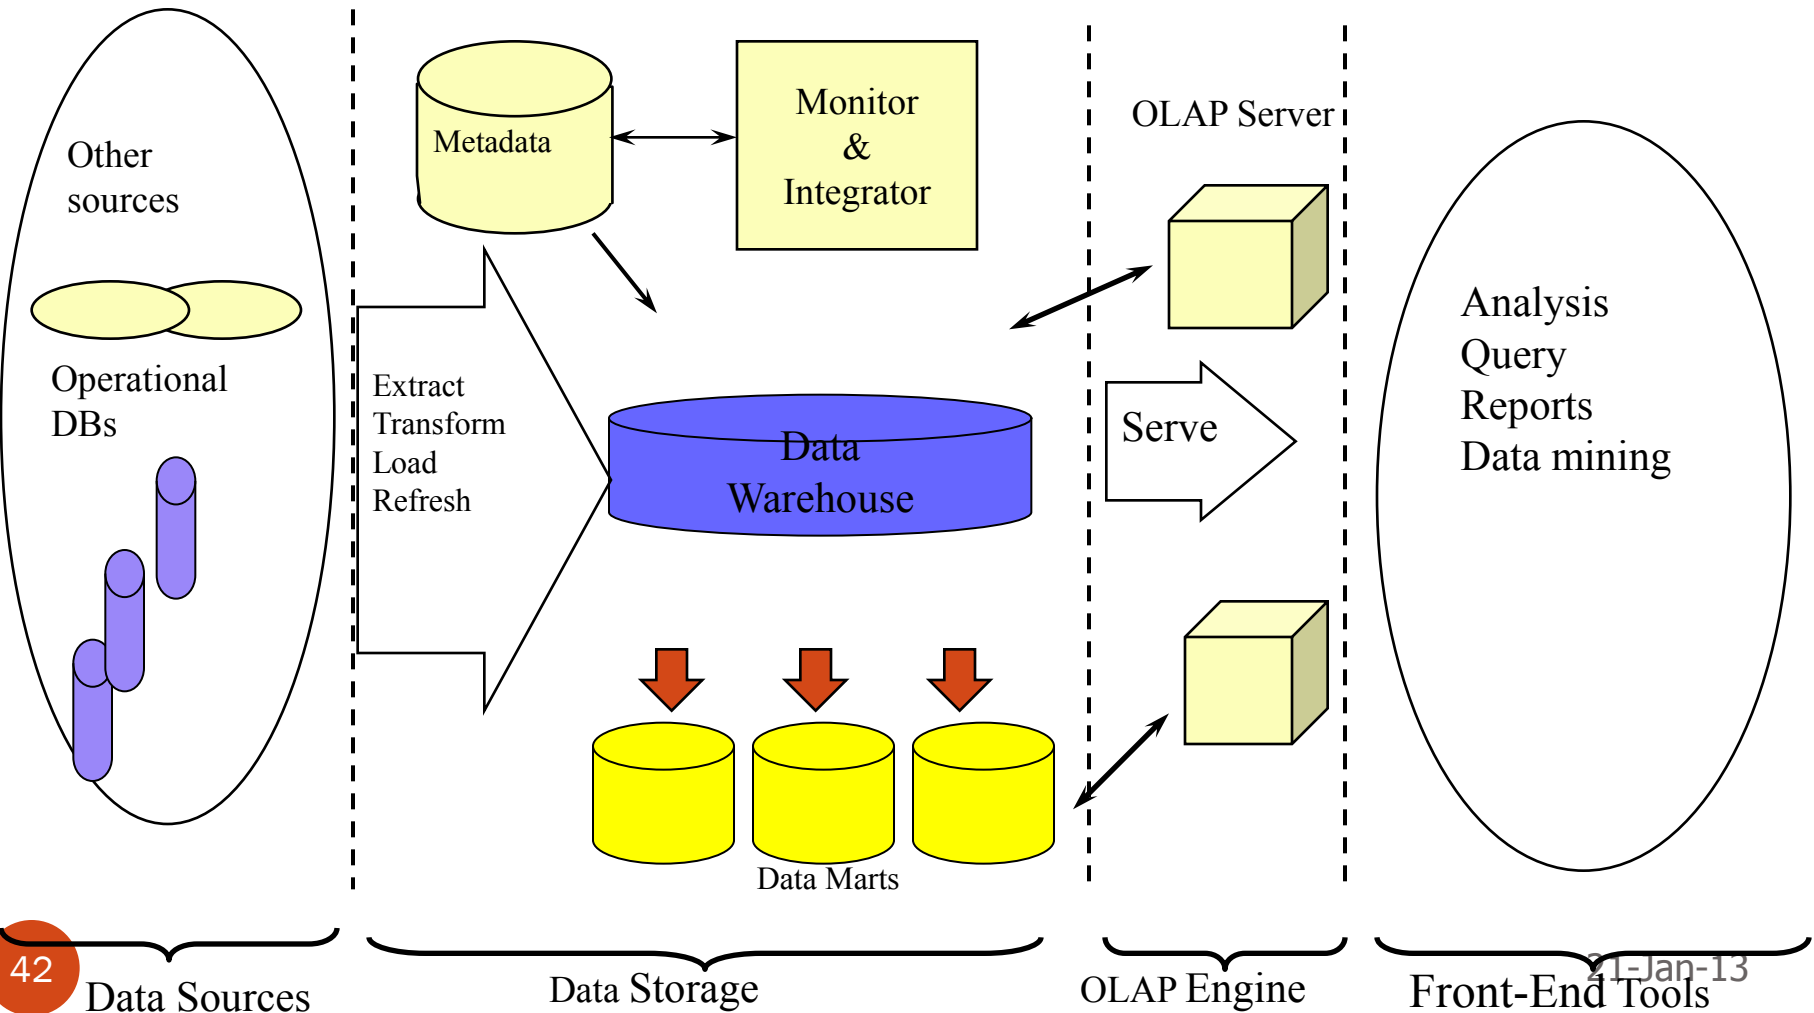 Other
sources
Operational
DBs
Metadata
Monitor
&
Integrator
OLAP Server
Extract
Transform
Load
Refresh
Data
Warehouse
Serve
Analysis
Query
Reports
Data mining
Data Marts
42
Data Sources
Data Storage
OLAP Engine
21-Jan-13
Front-End Tools